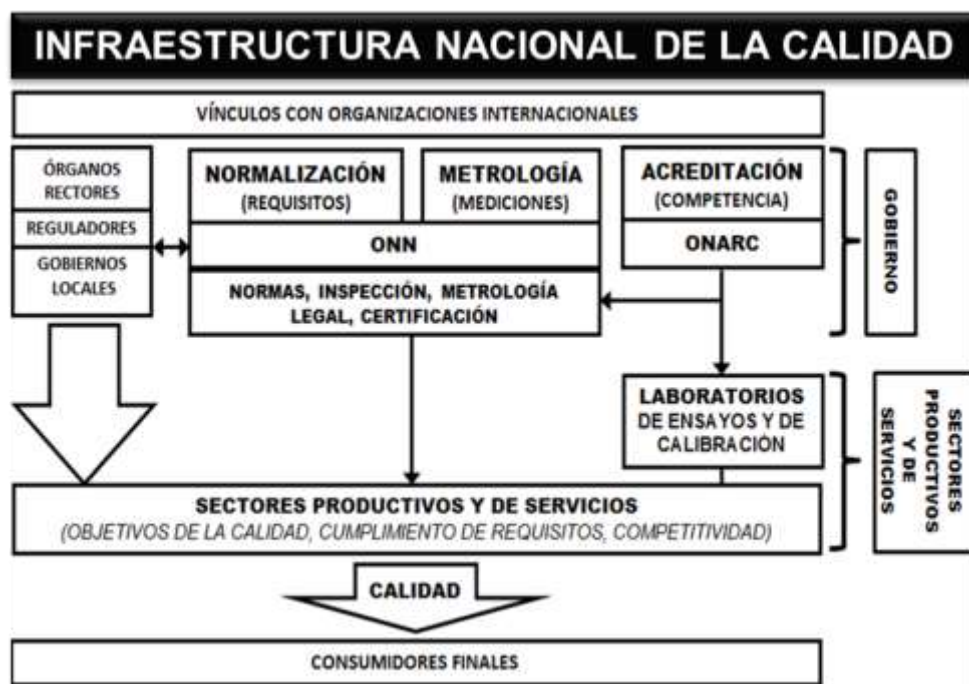 INFRAESTRUCTURA NACIONAL DE LA CALIDAD
VÍNCULOS CON ORGANIZACIONES INTERNACIONALES
ÓRGANOS
RECTORES
REGULADORES
GOBIERNOS
LOCALES
NORMALIZACIÓN
(REQUISITOS)
METROLOGÍA
(MEDICIONES)
ONN
NORMAS, INSPECCIÓN, METROLOGÍA
LEGAL, CERTIFICACIÓN
ACREDITACIÓN
(COMPETENCIA)
ONARC
GOBIERNO
LABORATORIOS
DE ENSAYOS Y DE
CALIBRACIÓN
SECTORES
PRODUCTIVOS
Y DE
SERVICIOS
SECTORES PRODUCTIVOS Y DE SERVICIOS
(OBJETIVOS DE LA CALIDAD, CUMPLIMIENTO DE REQUISITOS, COMPETITIVIDAD)
CALIDAD
CONSUMIDORES FINALES